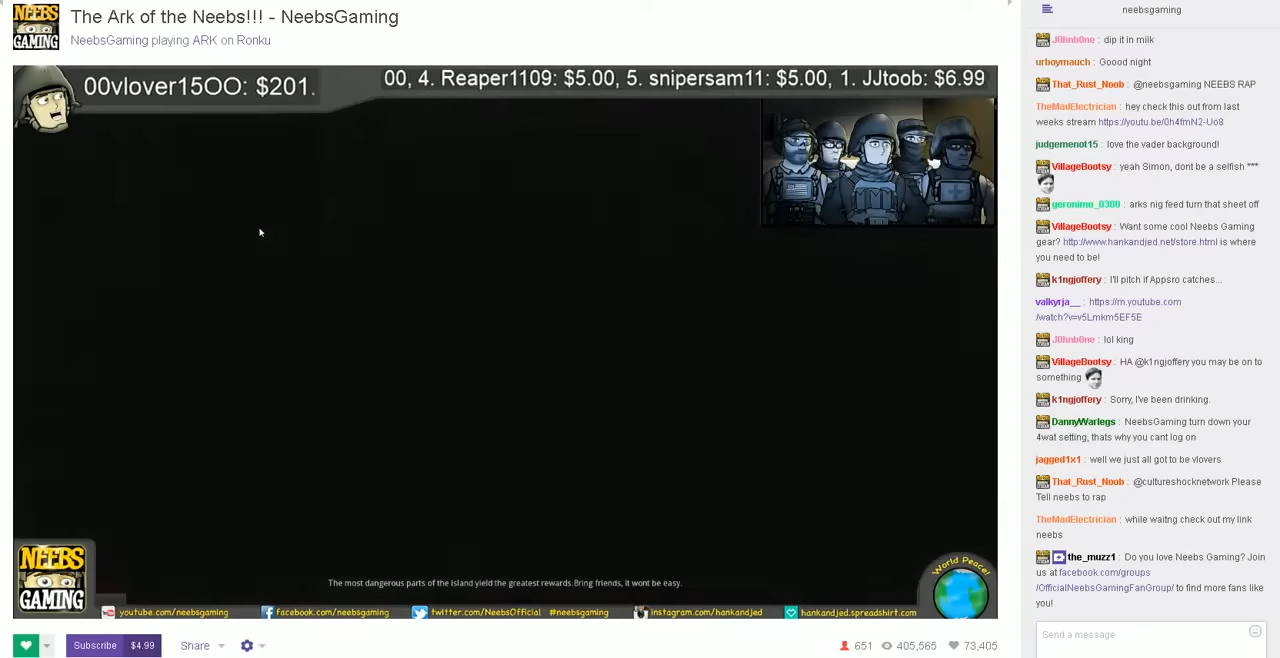 The Ark of the Neebs!!! - NeebsGaming
NeebsGaming playing ARK on Ronku
NEEBS
GAMING
00vlover15OO: $201.
00, 4. Reaper1109: $5.00, 5. snipersam11: $5.00, 1. JJtoob: $6.99
The most dangerous parts of the island yield the greatest rewards.Bring friends, it wont be easy.
NEEBS
GAMING
World Peace!
youtube.com/neebsgaming
facebook.com/neebsgaming
twitter.com/NeebsOfficial #neebsgaming
instagram.com/hankandjed
hankandjed.spreadshirt.com
Subscribe $4.99
Share
651 405,565 73,405
neebsgaming
J0hnb0ne : dip it in milk
urboymauch : Goood night
That_Rust_Noob : @neebsgaming NEEBS RAP
TheMadElectrician : hey check this out from last
weeks stream https://youtu.be/0h4fmN2-Uo8
judgemenot15 : love the vader background!
VillageBootsy : yeah Simon, dont be a selfish ***
geronimo_0300 : arks nig feed turn that sheet off
VillageBootsy : Want some cool Neebs Gaming
gear? http://www.hankandjed.net/store.html is where
you need to be!
k1ngjoffery : I'll pitch if Appsro catches...
valkyrja__ : https://m.youtube.com
/watch?v=v5Lmkm5EF5E
J0hnb0ne : lol king
VillageBootsy : HA @k1ngjoffery you may be on to
something
k1ngjoffery : Sorry, I've been drinking.
DannyWarlegs : NeebsGaming turn down your
4wat setting, thats why you cant log on
jagged1x1 : well we just all got to be vlovers
That_Rust_Noob : @cultureshocknetwork Please
Tell neebs to rap
TheMadElectrician : while waitng check out my link
neebs
the_muzz1 : Do you love Neebs Gaming? Join
us at facebook.com/groups
/OfficialNeebsGamingFanGroup/ to find more fans like
you!
Send a message